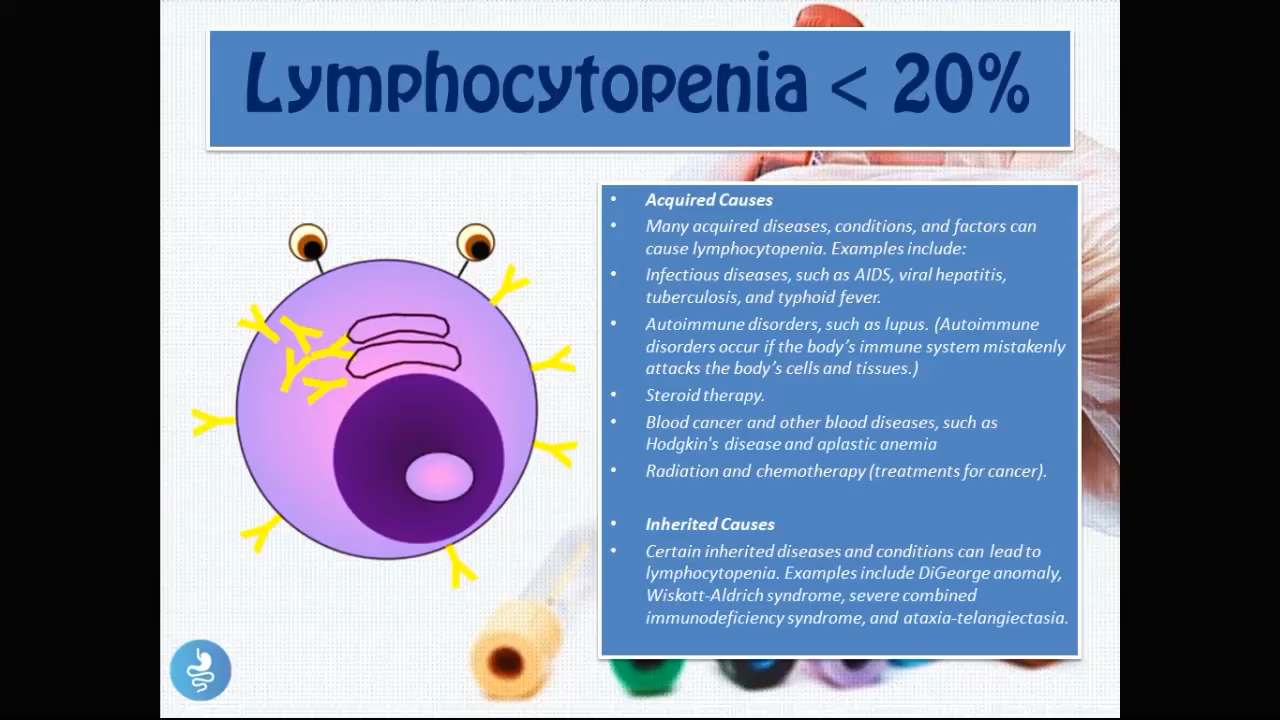 Lymphocytopenia < 20%
• Acquired Causes
• Many acquired diseases, conditions, and factors can
cause lymphocytopenia. Examples include:
• Infectious diseases, such as AIDS, viral hepatitis,
tuberculosis, and typhoid fever.
• Autoimmune disorders, such as lupus. (Autoimmune
disorders occur if the body’s immune system mistakenly
attacks the body’s cells and tissues.)
• Steroid therapy.
• Blood cancer and other blood diseases, such as
Hodgkin's disease and aplastic anemia
• Radiation and chemotherapy (treatments for cancer).
• Inherited Causes
• Certain inherited diseases and conditions can lead to
lymphocytopenia. Examples include DiGeorge anomaly,
Wiskott-Aldrich syndrome, severe combined
immunodeficiency syndrome, and ataxia-telangiectasia.